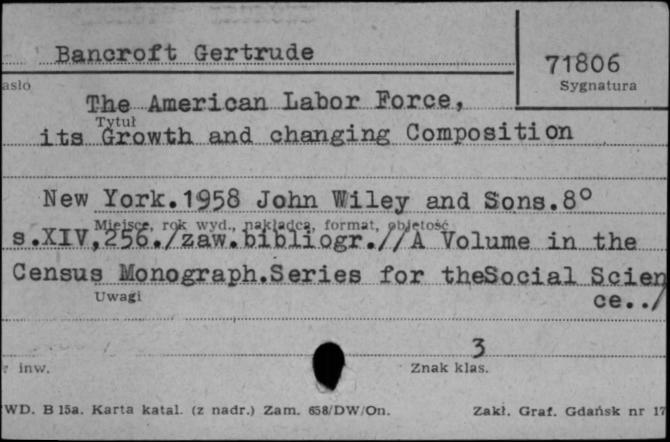 Bancroft Gertrude
71806
asło
Sygnatura
The American Labor Force,
Tytuł
its Growth and changing Composition
New York.1958 John Wiley and Sons.8°
Miejsce, rok wyd., nakładca, format, objętość
s.XIV,256./zaw.bibliogr.//A Volume in the
Census Monograph.Series for theSocial Scien
Uwagi
ce../
3
r inw.
Znak klas.
WD. B 15a. Karta katal. (z nadr.) Zam. 658/DW/On.
Zakł. Graf. Gdańsk nr 17